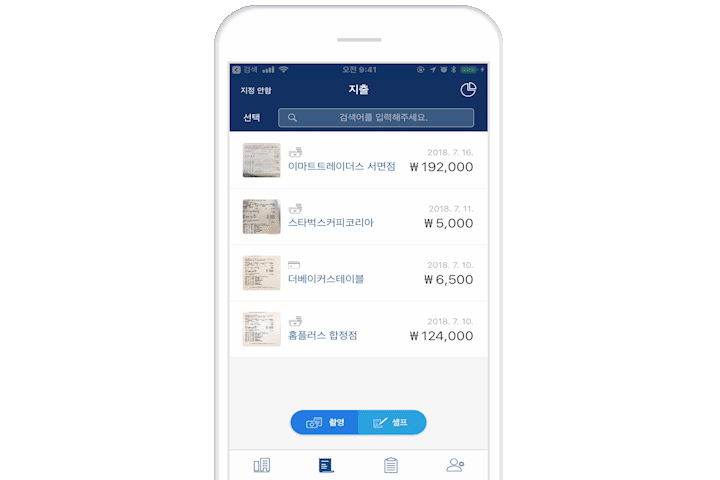 검색
오전 9:41
지정 안함
지출
선택
검색어를 입력해주세요.
2018. 7. 16.
이마트트레이더스 서면점
₩192,000
2018. 7. 11.
스타벅스커피코리아
₩5,000
2018. 7. 10.
더베이커스테이블
₩6,500
2018. 7. 10.
홈플러스 합정점
₩124,000
촬영
셀프